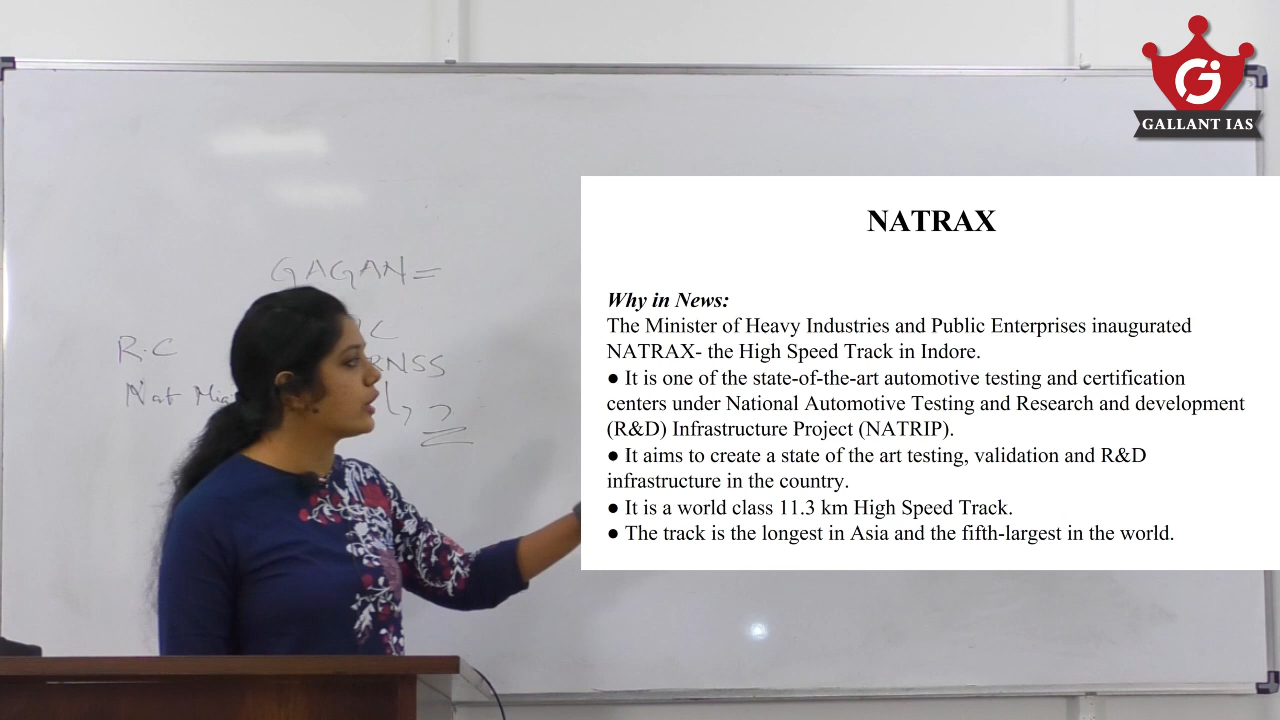 GALLANT IAS
NATRAX
Why in News:
The Minister of Heavy Industries and Public Enterprises inaugurated
NATRAX- the High Speed Track in Indore.
● It is one of the state-of-the-art automotive testing and certification
centers under National Automotive Testing and Research and development
(R&D) Infrastructure Project (NATRIP).
● It aims to create a state of the art testing, validation and R&D
infrastructure in the country.
● It is a world class 11.3 km High Speed Track.
● The track is the longest in Asia and the fifth-largest in the world.
GAGAN=
R.C
Nat
RNSS
2